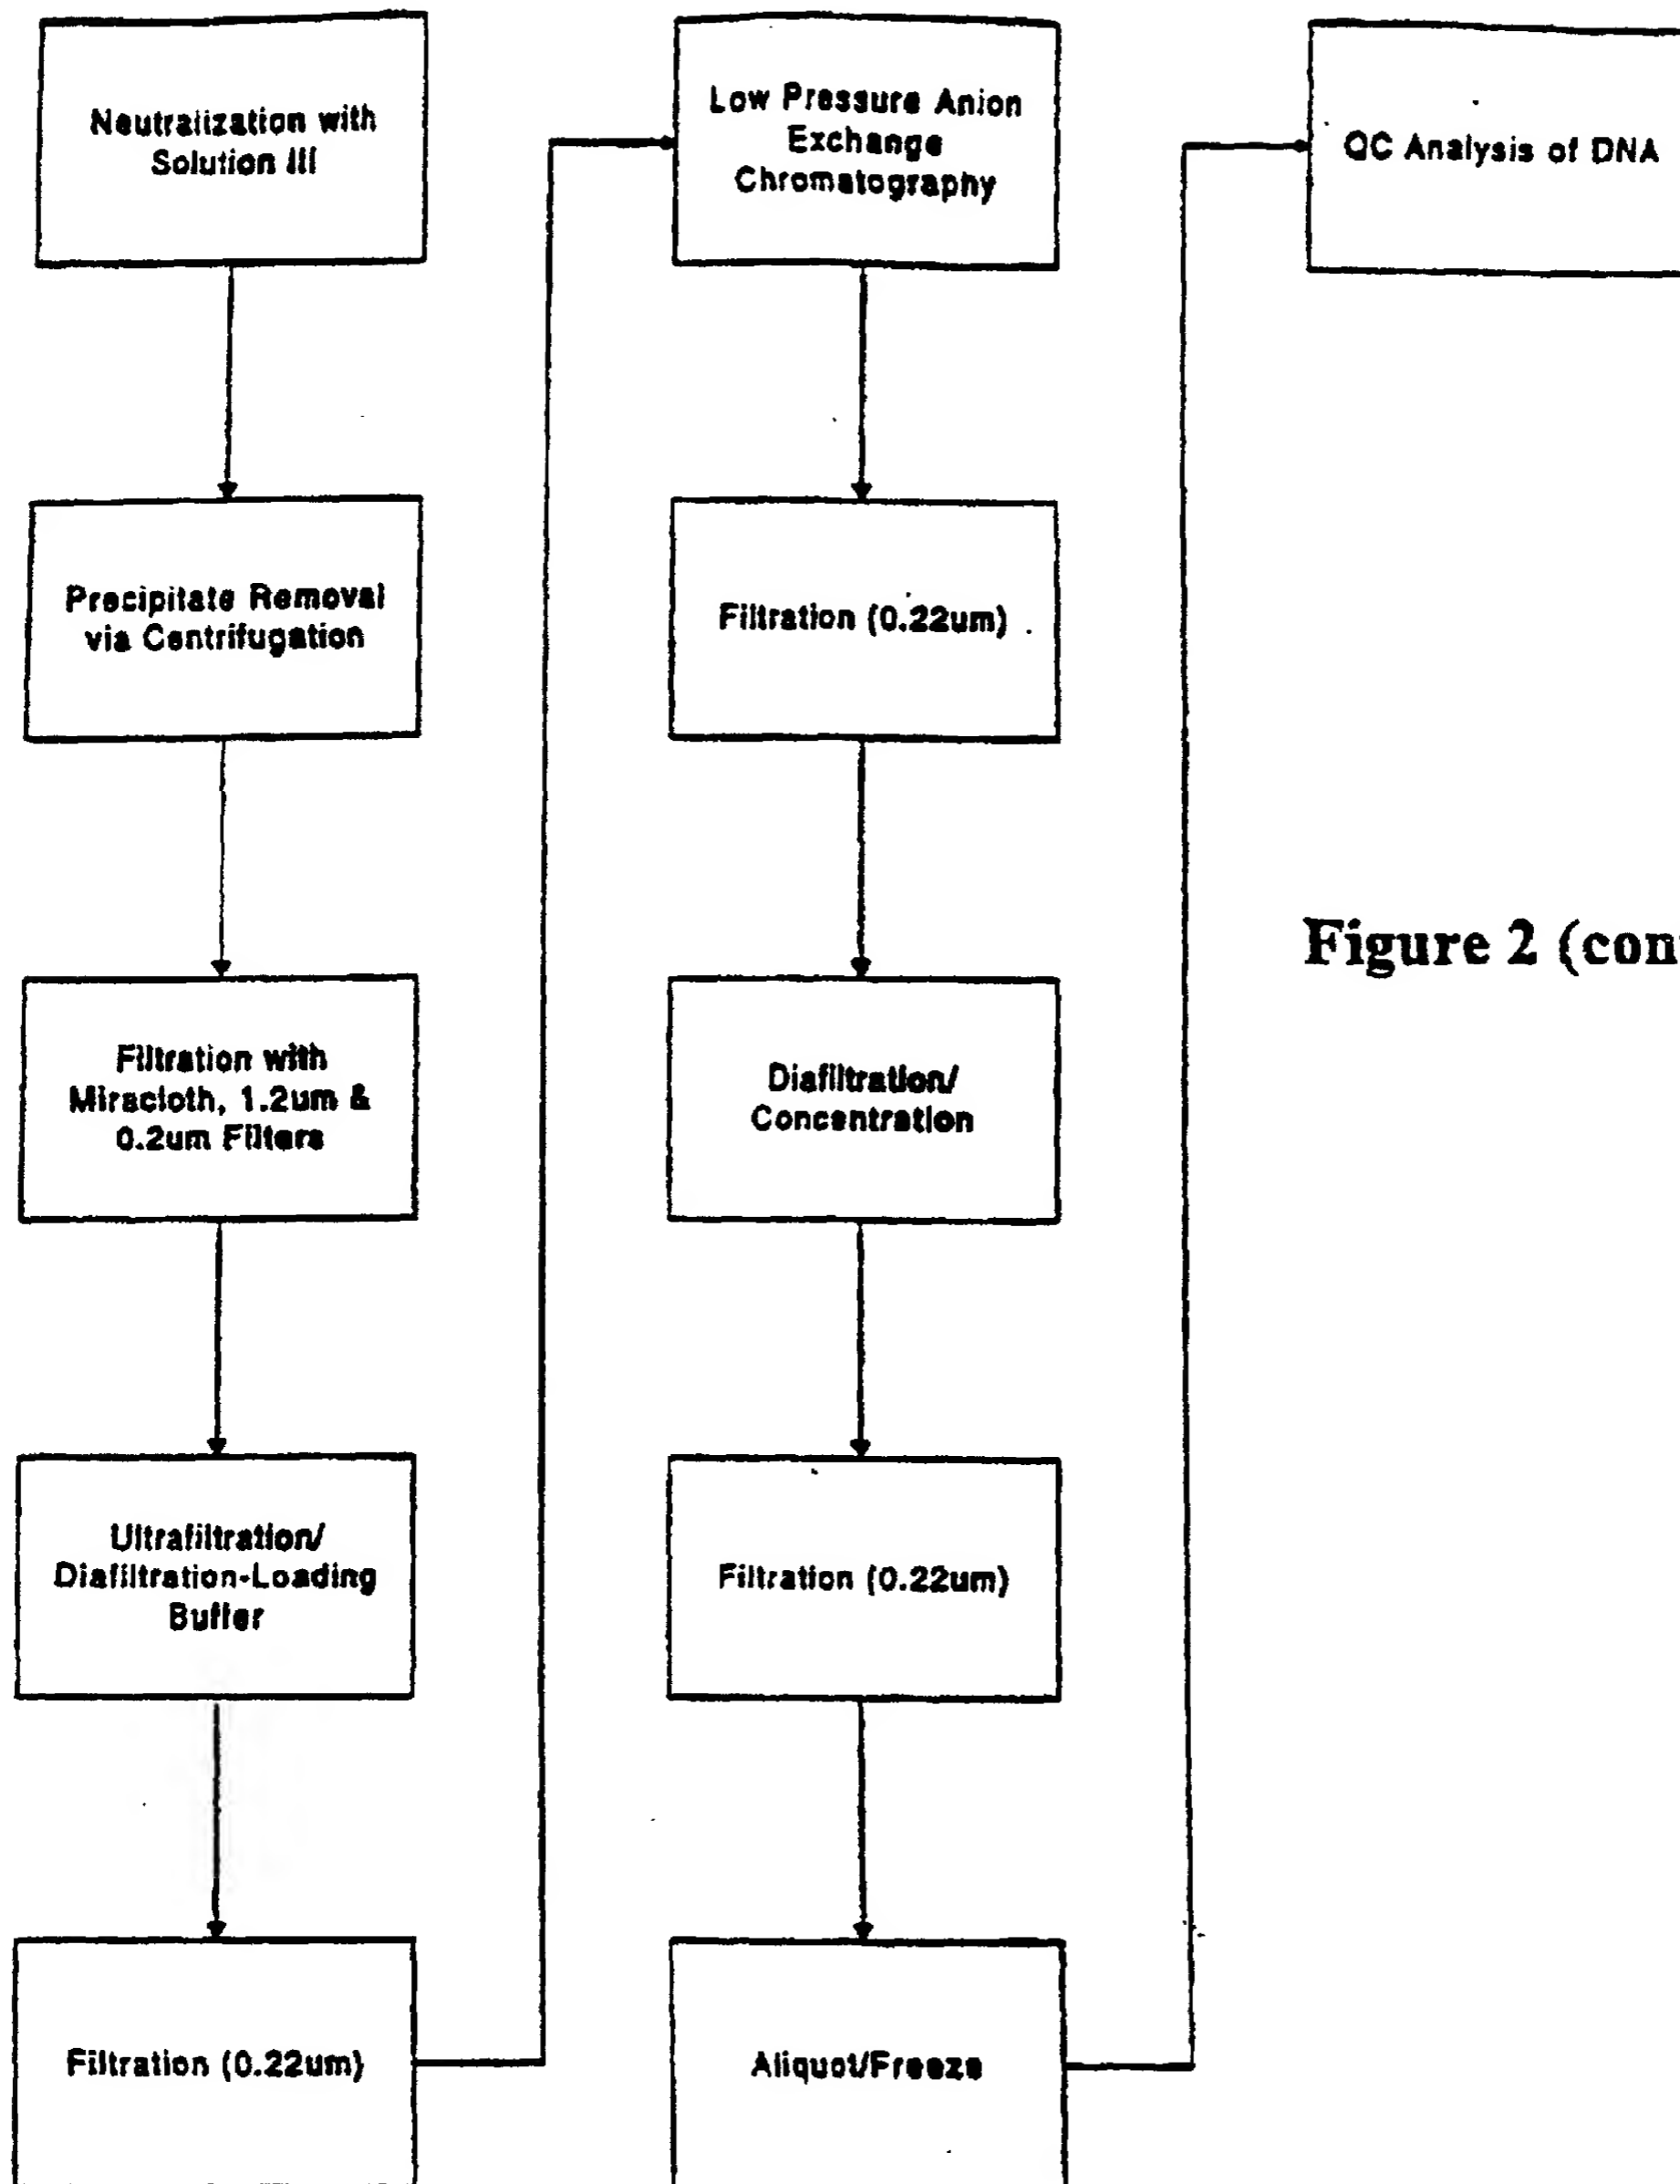 Neutralization with
Solution III
Precipitate Removal
via Centrifugation
Filtration with
Miracloth, 1.2um &
0.2um Filters
Ultrafiltration/
Diafiltration-Loading
Buffer
Filtration (0.22um)
Low Pressure Anion
Exchange
Chromatography
Filtration (0.22um)
Diafiltration/
Concentration
Filtration (0.22um)
Aliquot/Freeze
QC Analysis of DNA
Figure 2 (con